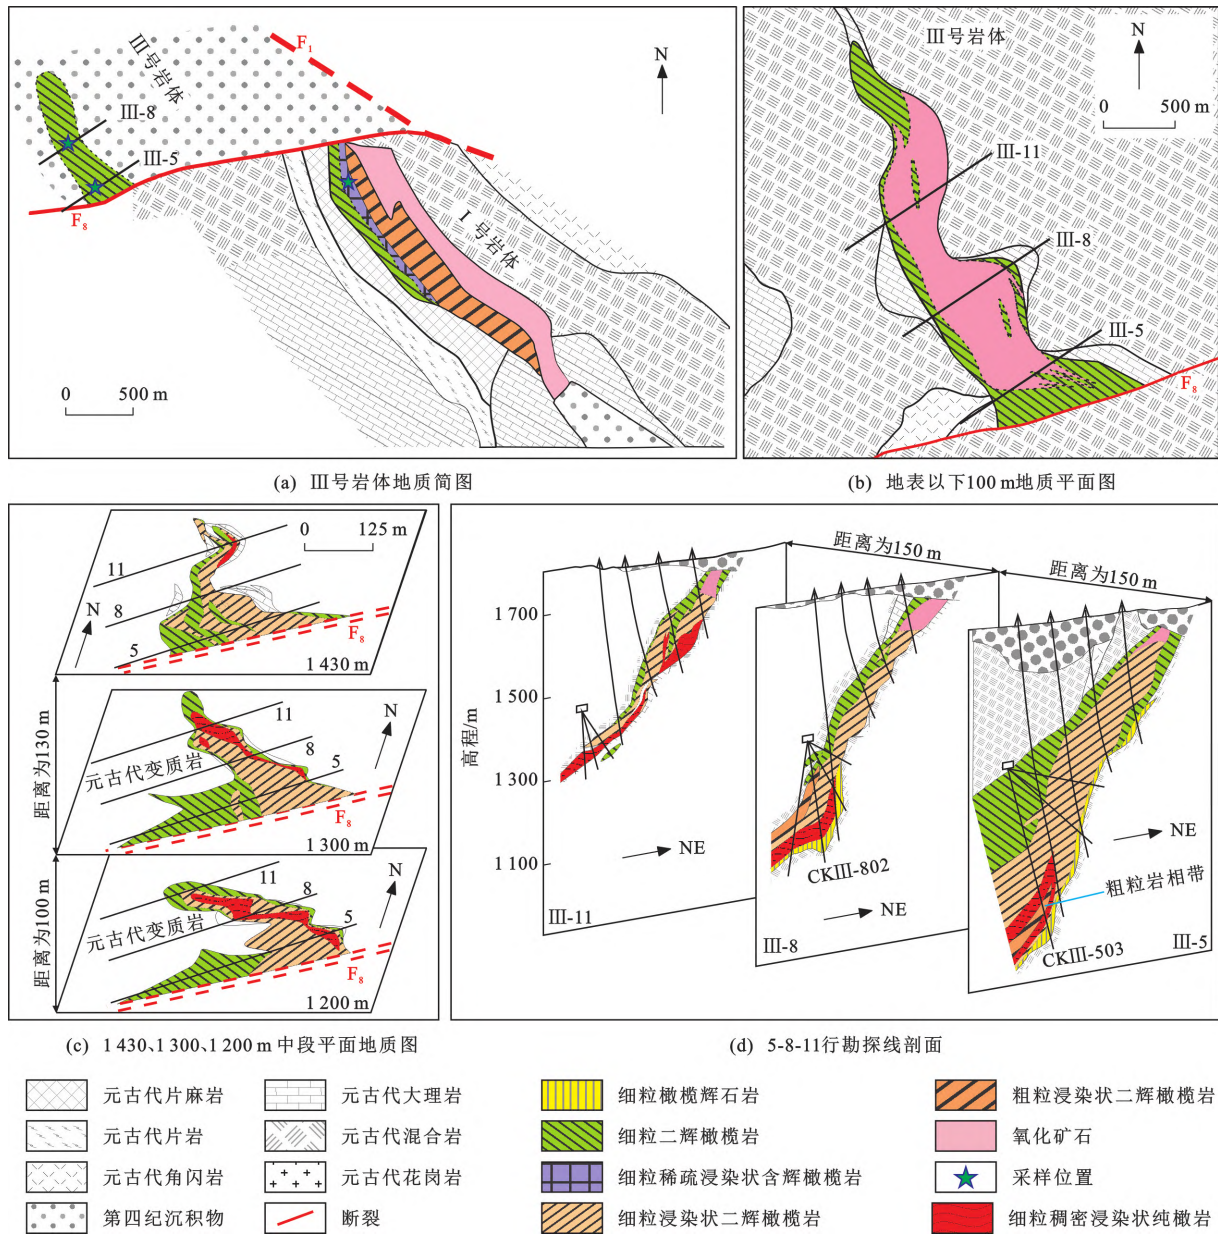 Ⅲ号岩体
F₁
N
Ⅲ-8
Ⅲ-5
F₈
Ⅰ号岩体
0 500 m
(a) Ⅲ号岩体地质简图
Ⅲ号岩体
N
0 500 m
Ⅲ-11
Ⅲ-8
Ⅲ-5
F₈
(b) 地表以下100 m地质平面图
0 125 m
11
N
8
5
F₈
1 430 m
距离为130 m
11
N
8
元古代变质岩
5
F₈
1 300 m
距离为100 m
11
8
N
元古代变质岩
5
F₈
1 200 m
(c) 1 430、1 300、1 200 m 中段平面地质图
距离为150 m
距离为150 m
1 700
1 500
高程/m
1 300
1 100
NE
Ⅲ-11
CKⅢ-802
NE
Ⅲ-8
NE
粗粒岩相带
CKⅢ-503
Ⅲ-5
(d) 5-8-11行勘探线剖面
元古代片麻岩
元古代大理岩
细粒橄榄辉石岩
粗粒浸染状二辉橄榄岩
元古代片岩
元古代混合岩
细粒二辉橄榄岩
氧化矿石
元古代角闪岩
元古代花岗岩
细粒稀疏浸染状含辉橄榄岩
采样位置
第四纪沉积物
断裂
细粒浸染状二辉橄榄岩
细粒稠密浸染状纯橄岩